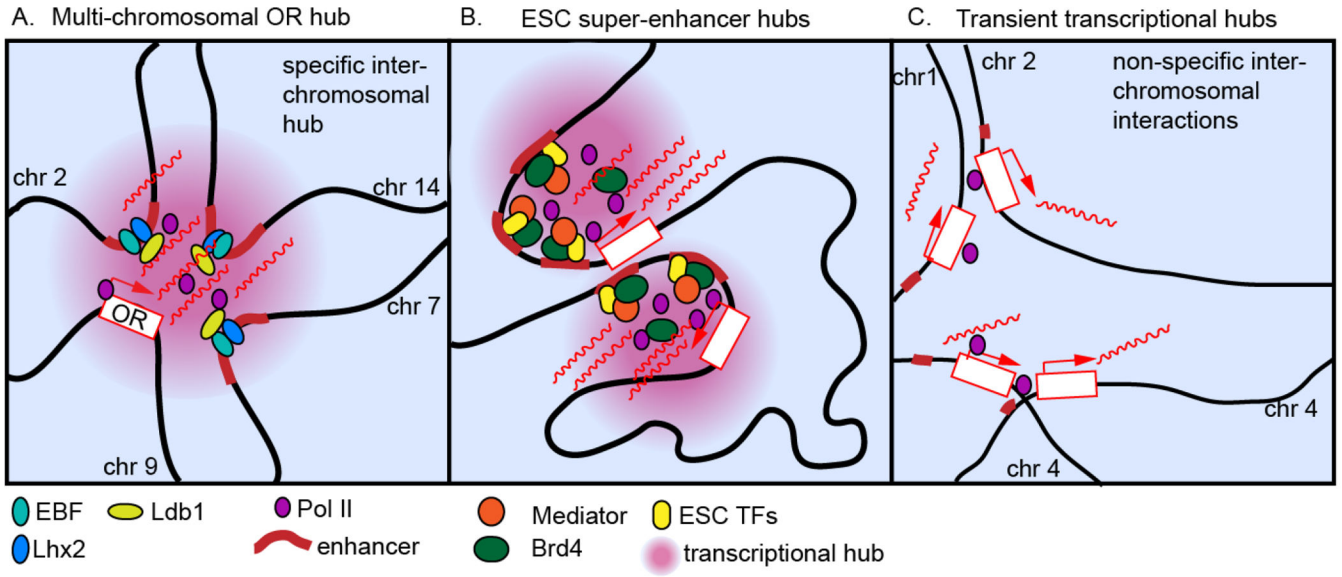 A. Multi-chromosomal OR hub
B. ESC super-enhancer hubs
C. Transient transcriptional hubs
specific inter-
chromosomal
hub
chr 2
chr 14
chr 7
OR
chr 9
chr1
chr 2
non-specific inter-
chromosomal
interactions
chr 4
chr 4
EBF
Ldb1
Pol II
Lhx2
enhancer
Mediator
ESC TFs
Brd4
transcriptional hub